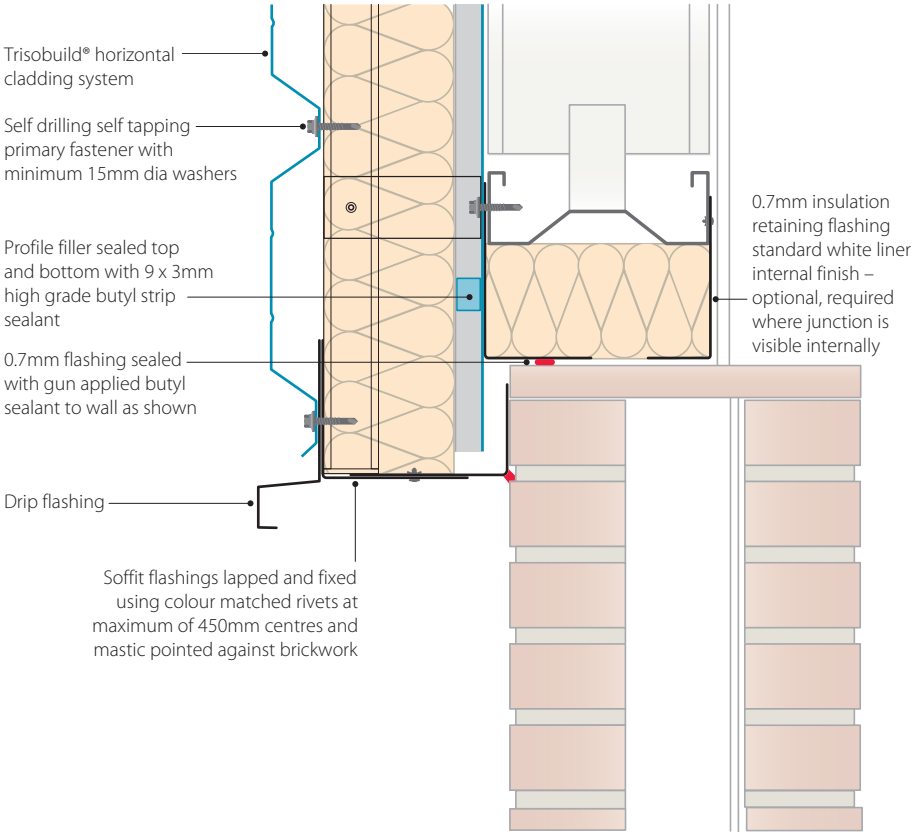 Trisobuild® horizontal
cladding system
Self drilling self tapping
primary fastener with
minimum 15mm dia washers
Profile filler sealed top
and bottom with 9 x 3mm
high grade butyl strip
sealant
0.7mm flashing sealed
with gun applied butyl
sealant to wall as shown
Drip flashing
Soffit flashings lapped and fixed
using colour matched rivets at
maximum of 450mm centres and
mastic pointed against brickwork
0.7mm insulation
retaining flashing
standard white liner
internal finish –
optional, required
where junction is
visible internally